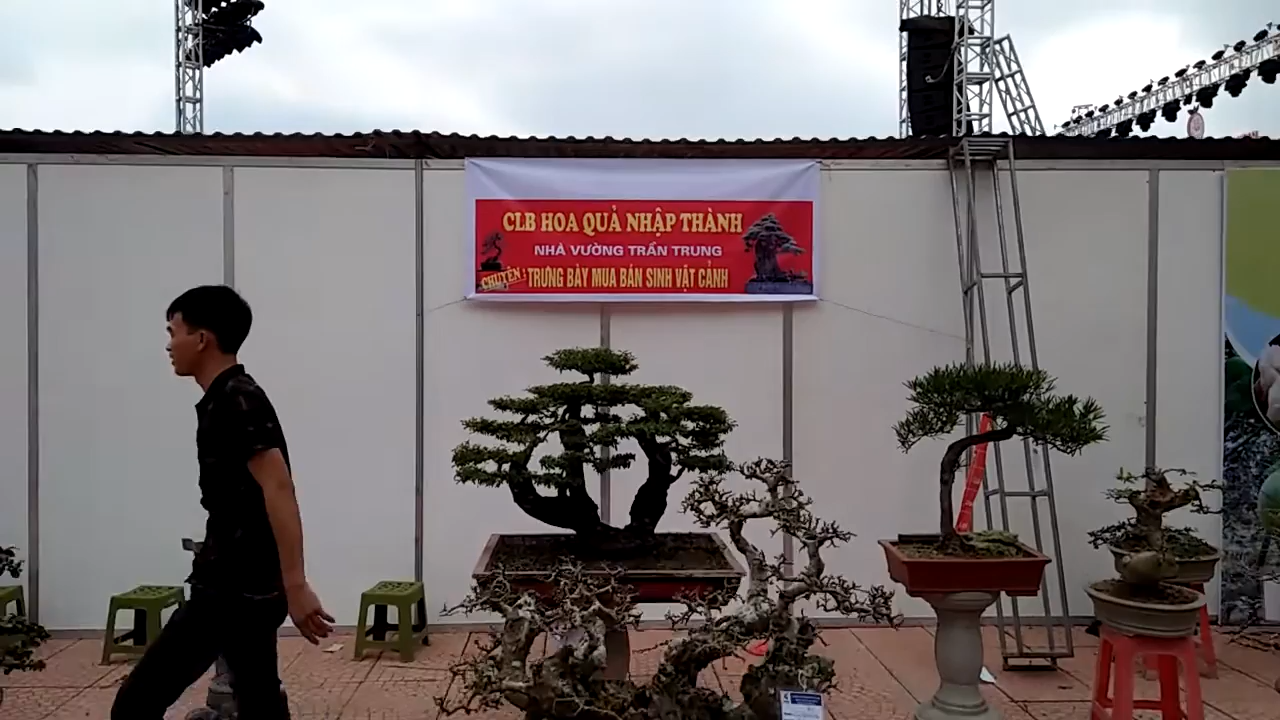 CLB HOA QUẢ NHẬP THÀNH
NHÀ VƯỜNG TRẦN TRUNG
CHUYÊN : TRƯNG BÀY MUA BÁN SINH VẬT CẢNH